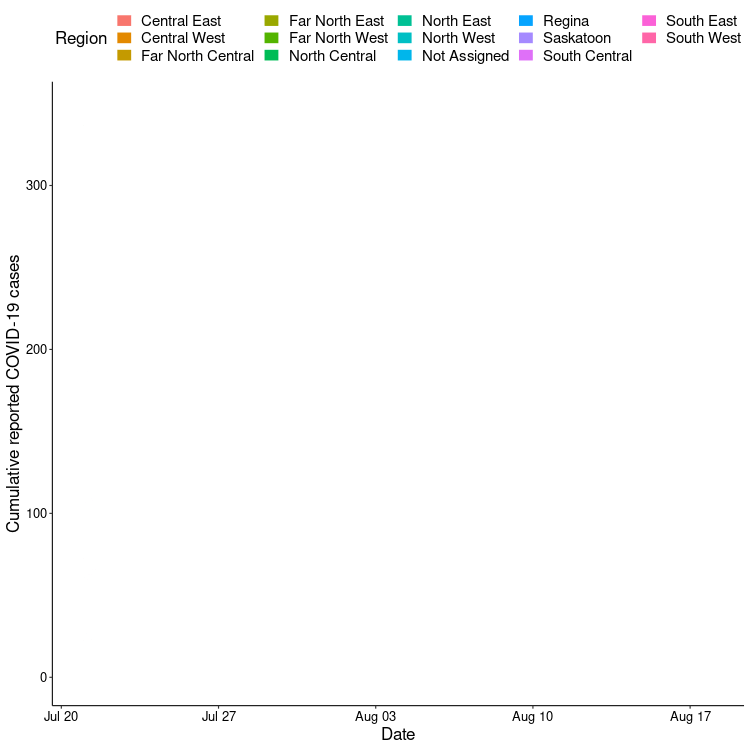 Region
Central East
Central West
Far North Central
Far North East
Far North West
North Central
North East
North West
Not Assigned
Regina
Saskatoon
South Central
South East
South West
Cumulative reported COVID-19 cases
300
200
100
0
Jul 20
Jul 27
Aug 03
Aug 10
Aug 17
Date